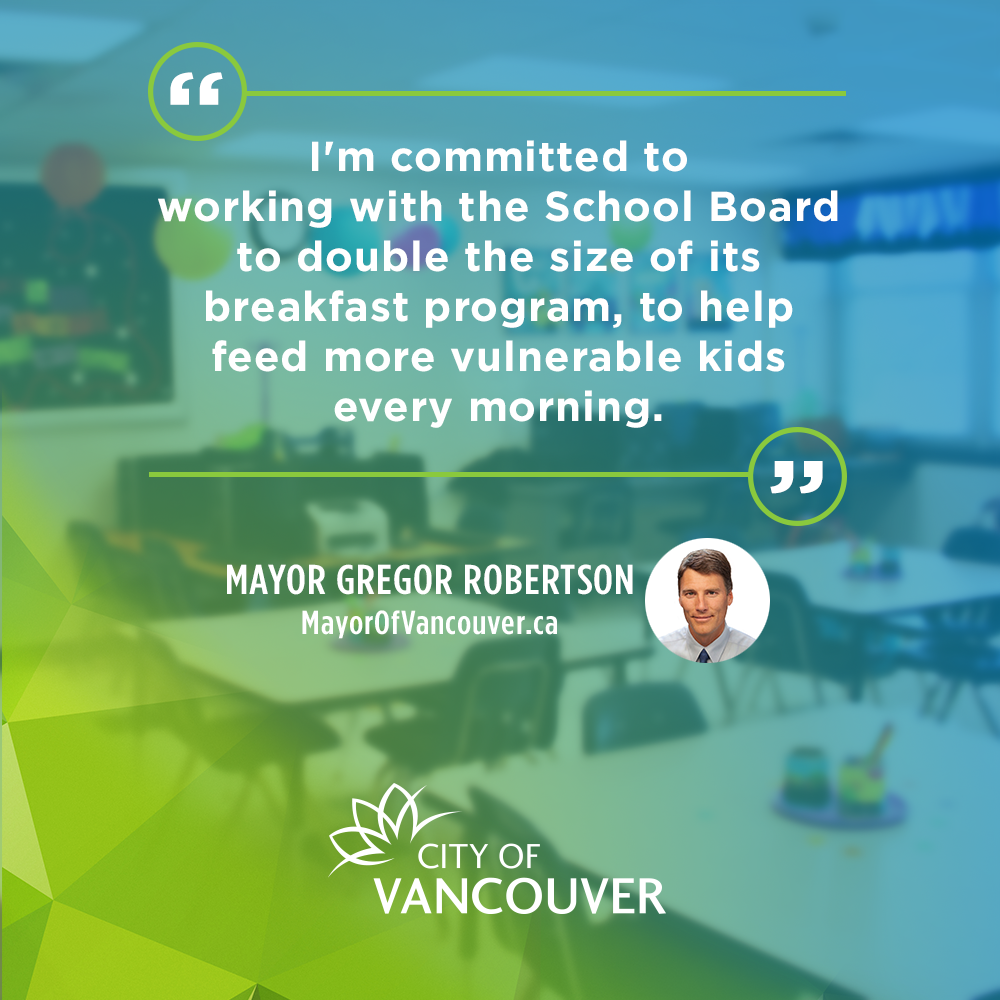 “
I'm committed to
working with the School Board
to double the size of its
breakfast program, to help
feed more vulnerable kids
every morning.
”
MAYOR GREGOR ROBERTSON
MayorOfVancouver.ca
CITY OF
VANCOUVER